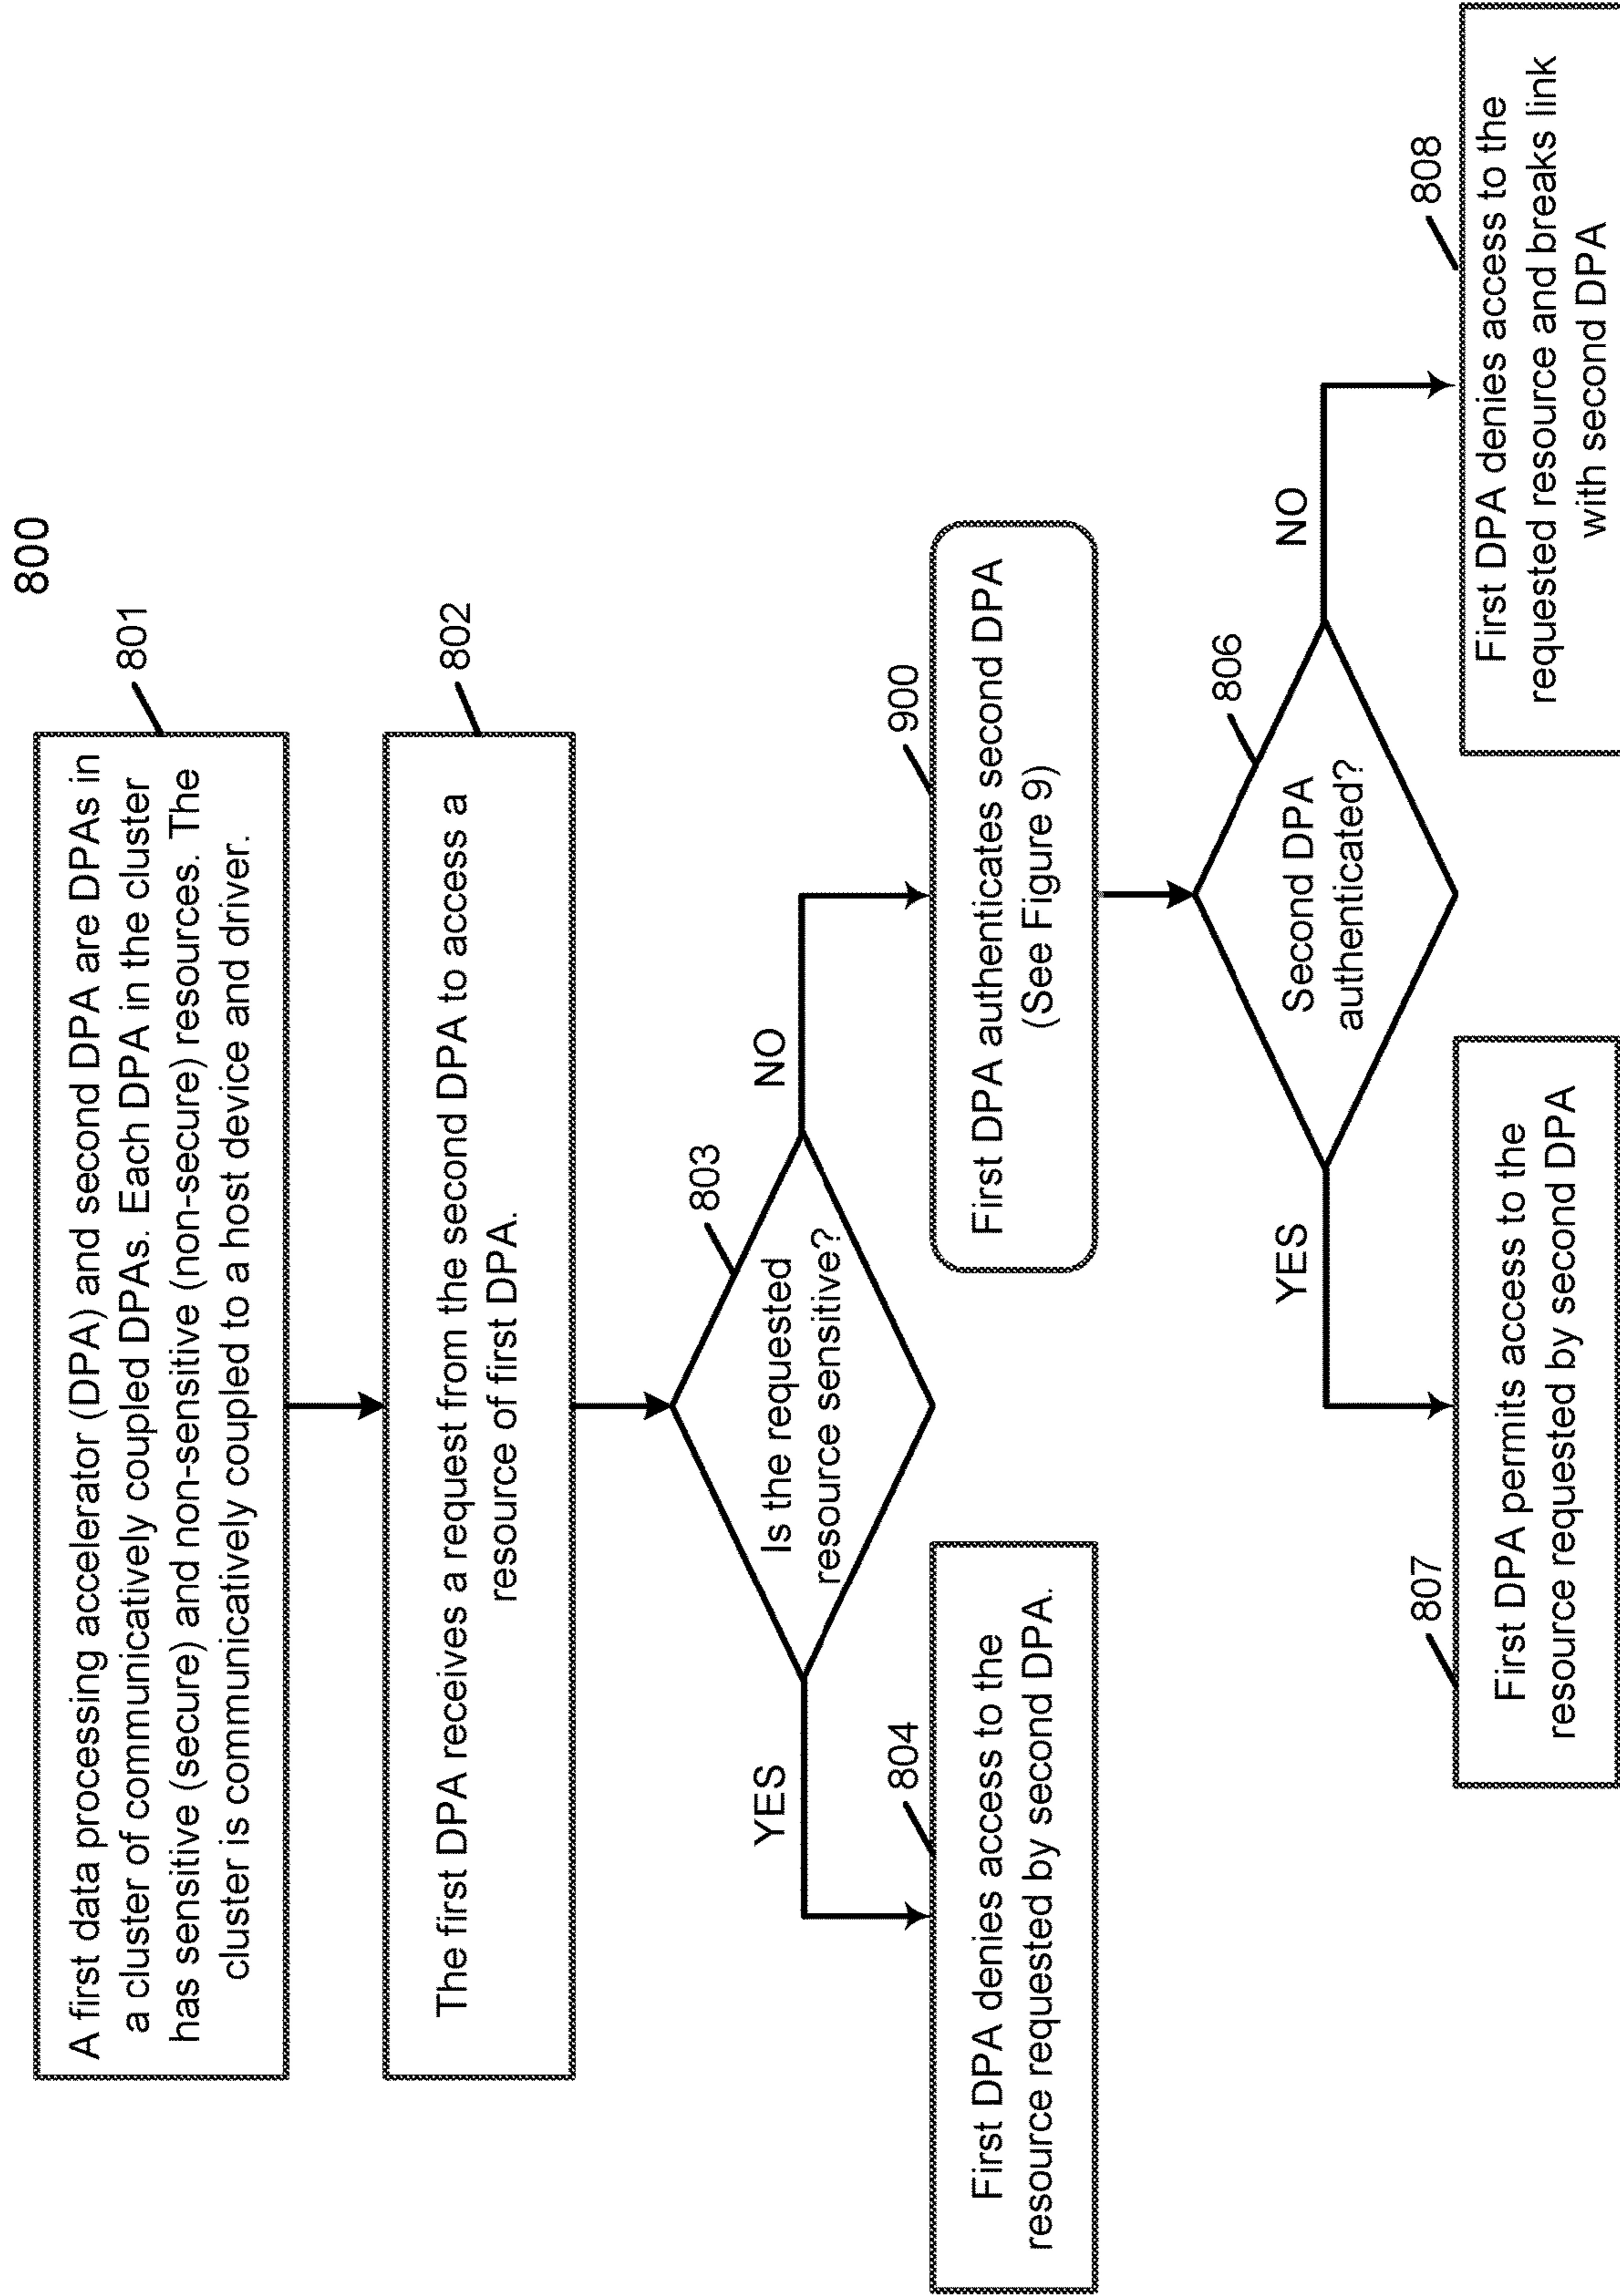 800
801
A first data processing accelerator (DPA) and second DPA are DPAs in
a cluster of communicatively coupled DPAs. Each DPA in the cluster
has sensitive (secure) and non-sensitive (non-secure) resources. The
cluster is communicatively coupled to a host device and driver.
802
The first DPA receives a request from the second DPA to access a
resource of first DPA.
803
Is the requested
resource sensitive?
YES
NO
804
First DPA denies access to the
resource requested by second DPA.
900
First DPA authenticates second DPA
(See Figure 9)
806
Second DPA
authenticated?
YES
NO
807
First DPA permits access to the
resource requested by second DPA
808
First DPA denies access to the
requested resource and breaks link
with second DPA